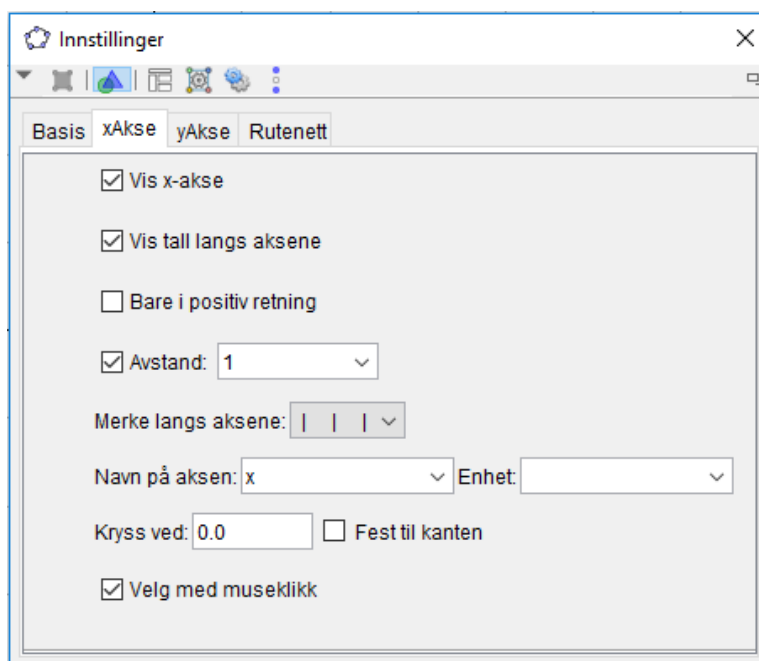 Innstillinger
Basis xAkse yAkse Rutenett
Vis x-akse
Vis tall langs aksene
Bare i positiv retning
Avstand: 1
Merke langs aksene: | | |
Navn på aksen: x Enhet:
Kryss ved: 0.0 Fest til kanten
Velg med museklikk